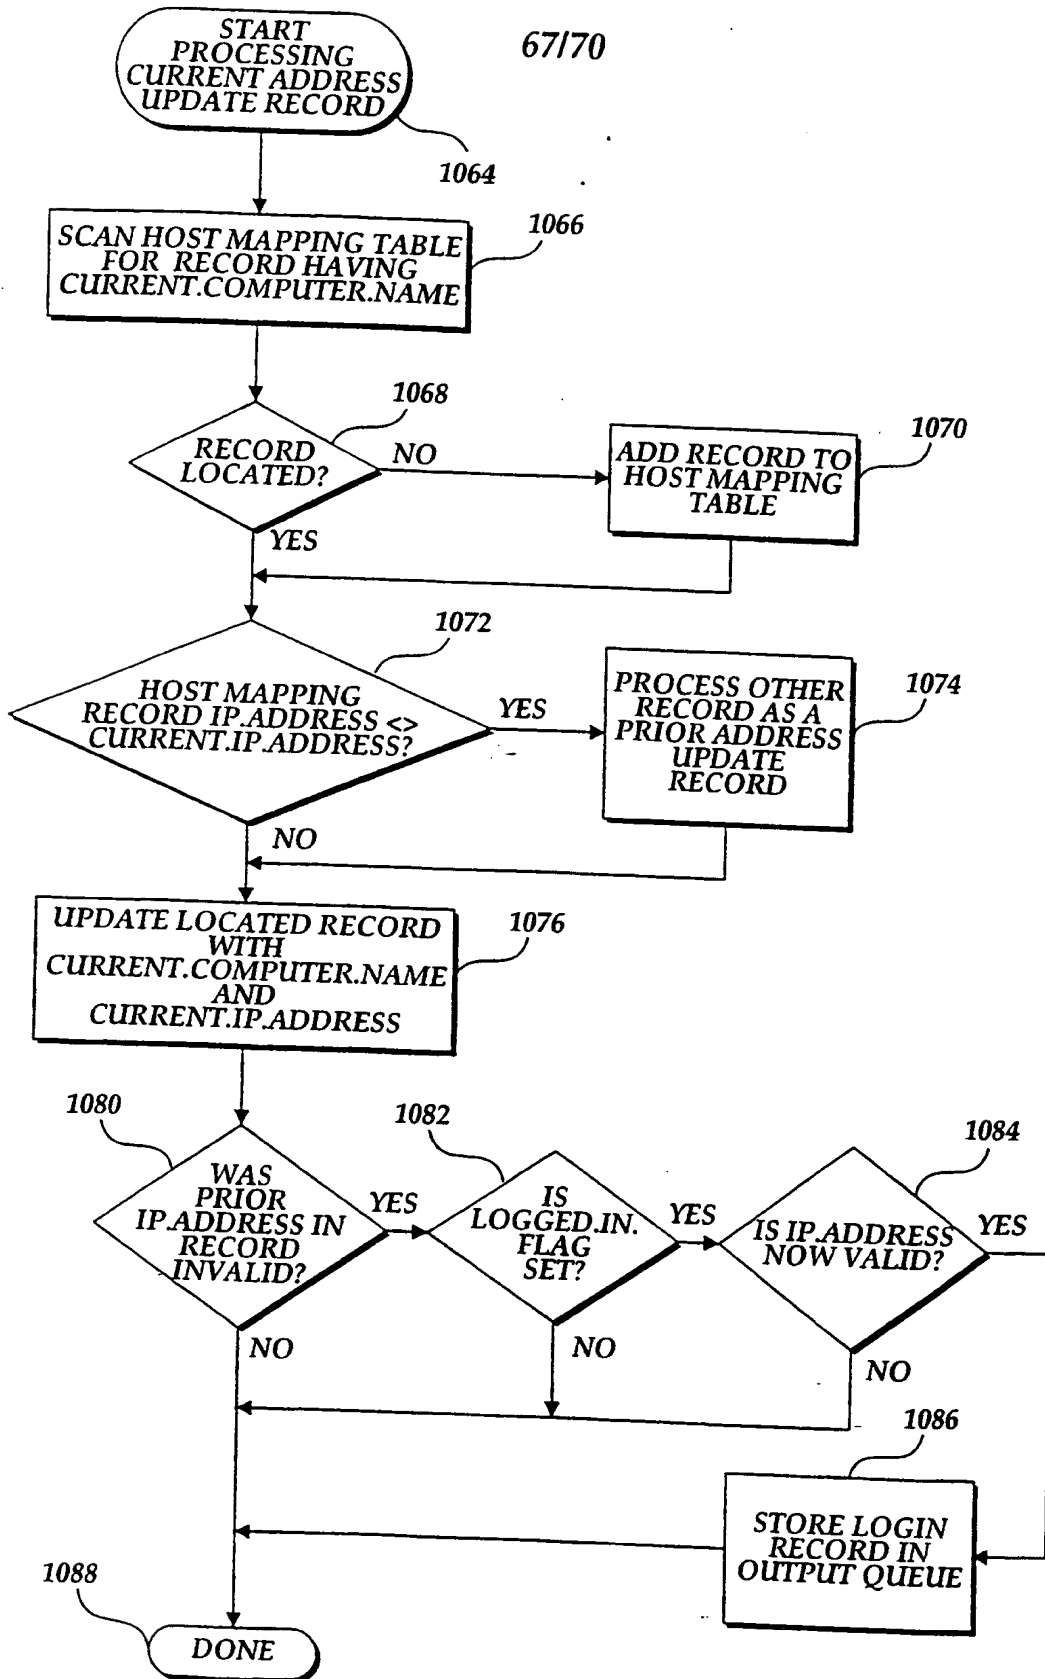 67/70
START
PROCESSING
CURRENT ADDRESS
UPDATE RECORD
1064
1066
SCAN HOST MAPPING TABLE
FOR RECORD HAVING
CURRENT.COMPUTER.NAME
1068
RECORD
LOCATED?
NO
1070
ADD RECORD TO
HOST MAPPING
TABLE
YES
1072
HOST MAPPING
RECORD IP.ADDRESS <>
CURRENT.IP.ADDRESS?
YES
1074
PROCESS OTHER
RECORD AS A
PRIOR ADDRESS
UPDATE
RECORD
NO
1076
UPDATE LOCATED RECORD
WITH
CURRENT.COMPUTER.NAME
AND
CURRENT.IP.ADDRESS
1080
WAS
PRIOR
IP.ADDRESS IN
RECORD
INVALID?
YES
1082
IS
LOGGED.IN.
FLAG
SET?
YES
1084
IS IP.ADDRESS
NOW VALID?
YES
NO
NO
NO
1086
STORE LOGIN
RECORD IN
OUTPUT QUEUE
1088
DONE